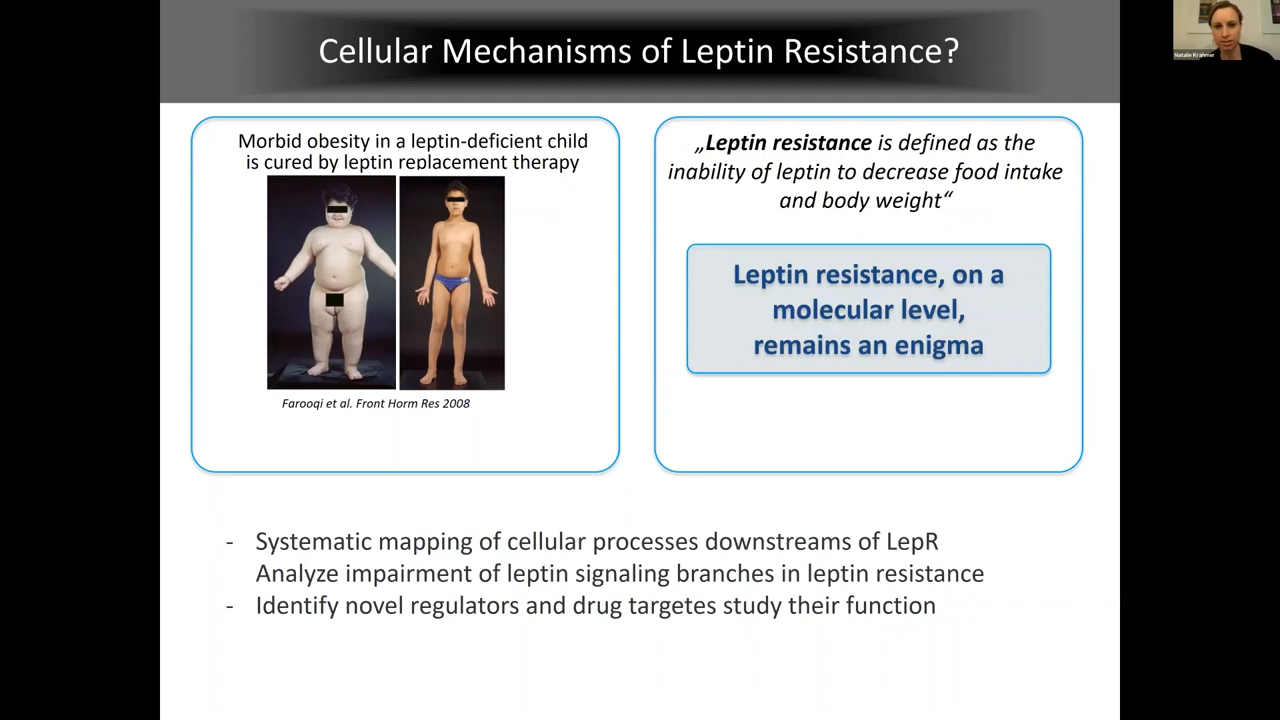 Cellular Mechanisms of Leptin Resistance?
Natalie Krahmer
Morbid obesity in a leptin-deficient child
is cured by leptin replacement therapy
Farooqi et al. Front Horm Res 2008
„Leptin resistance is defined as the
inability of leptin to decrease food intake
and body weight“
Leptin resistance, on a
molecular level,
remains an enigma
- Systematic mapping of cellular processes downstreams of LepR
Analyze impairment of leptin signaling branches in leptin resistance
- Identify novel regulators and drug targetes study their function